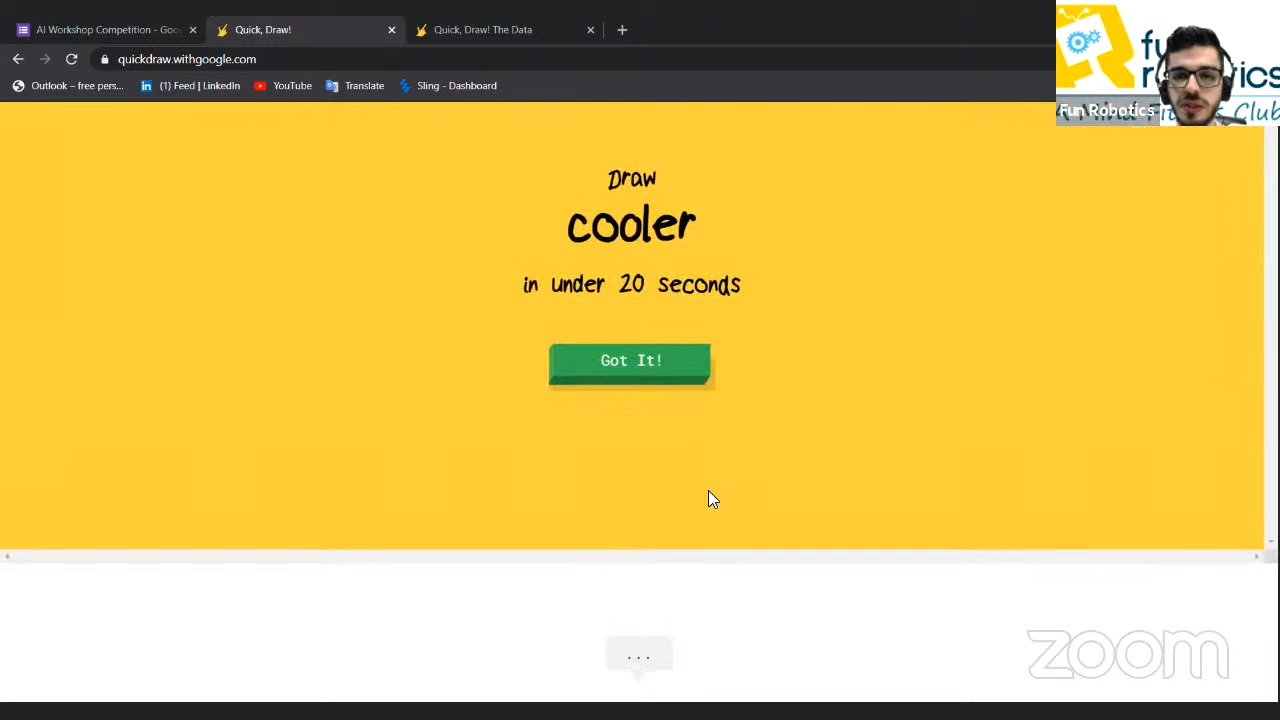 AI Workshop Competition - Goo
Quick, Draw!
Quick, Draw! The Data
quickdraw.withgoogle.com
Outlook – free pers...
(1) Feed | LinkedIn
YouTube
Translate
Sling - Dashboard
Fun Robotics
Draw
cooler
in under 20 seconds
Got It!
...
zoom